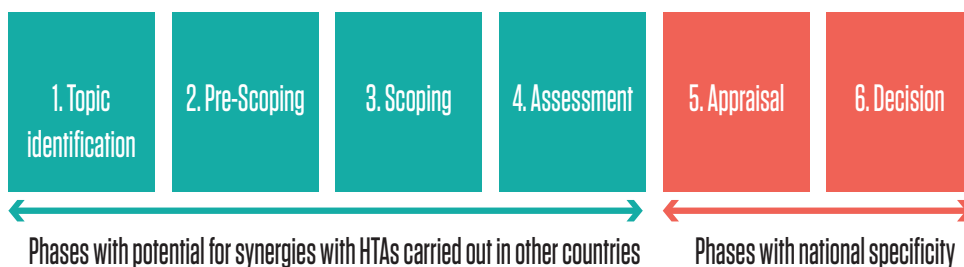 1. Topic
identification
2. Pre-Scoping
3. Scoping
4. Assessment
5. Appraisal
6. Decision
Phases with potential for synergies with HTAs carried out in other countries
Phases with national specificity